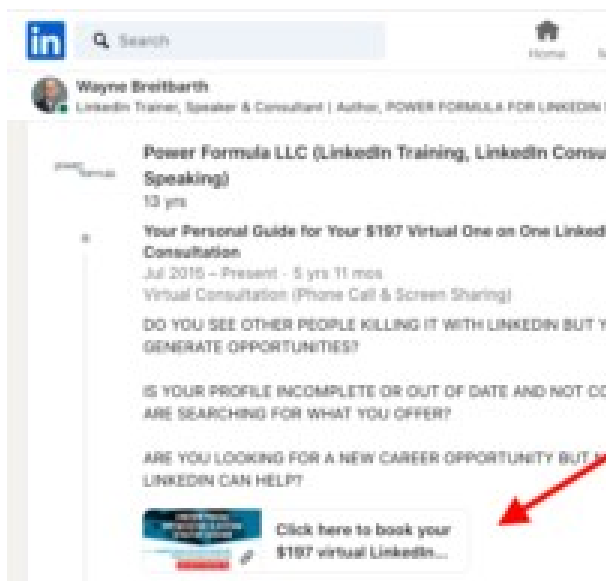 in
Search
Home
Wayne Breitbarth
LinkedIn Trainer, Speaker & Consultant | Author, POWER FORMULA FOR LINKEDIN
power formula
Power Formula LLC (LinkedIn Training, LinkedIn Consu
Speaking)
13 yrs
Your Personal Guide for Your $197 Virtual One on One Linked
Consultation
Jul 2015 – Present · 5 yrs 11 mos
Virtual Consultation (Phone Call & Screen Sharing)
DO YOU SEE OTHER PEOPLE KILLING IT WITH LINKEDIN BUT Y
GENERATE OPPORTUNITIES?
IS YOUR PROFILE INCOMPLETE OR OUT OF DATE AND NOT CO
ARE SEARCHING FOR WHAT YOU OFFER?
ARE YOU LOOKING FOR A NEW CAREER OPPORTUNITY BUT
LINKEDIN CAN HELP?
Click here to book your
$197 virtual LinkedIn...